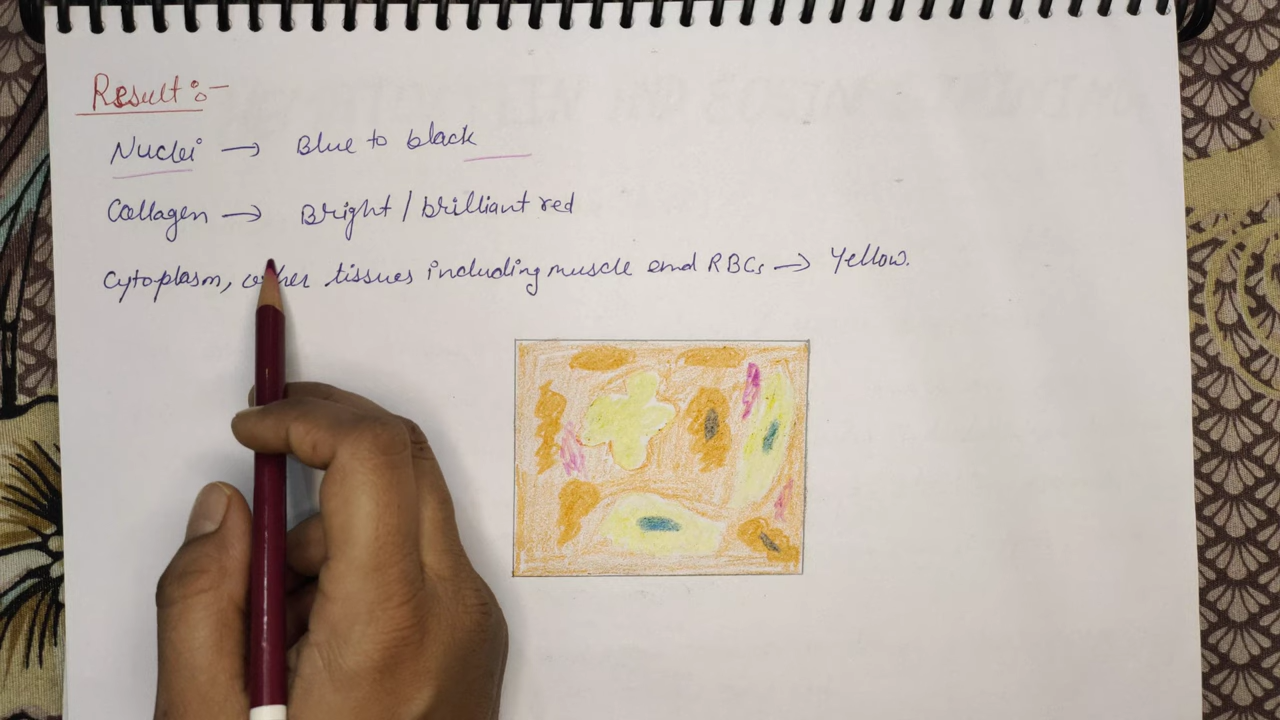 Result :-
Nuclei → Blue to black
Collagen → Bright / brilliant red
Cytoplasm, other tissues including muscle and RBCs → Yellow.